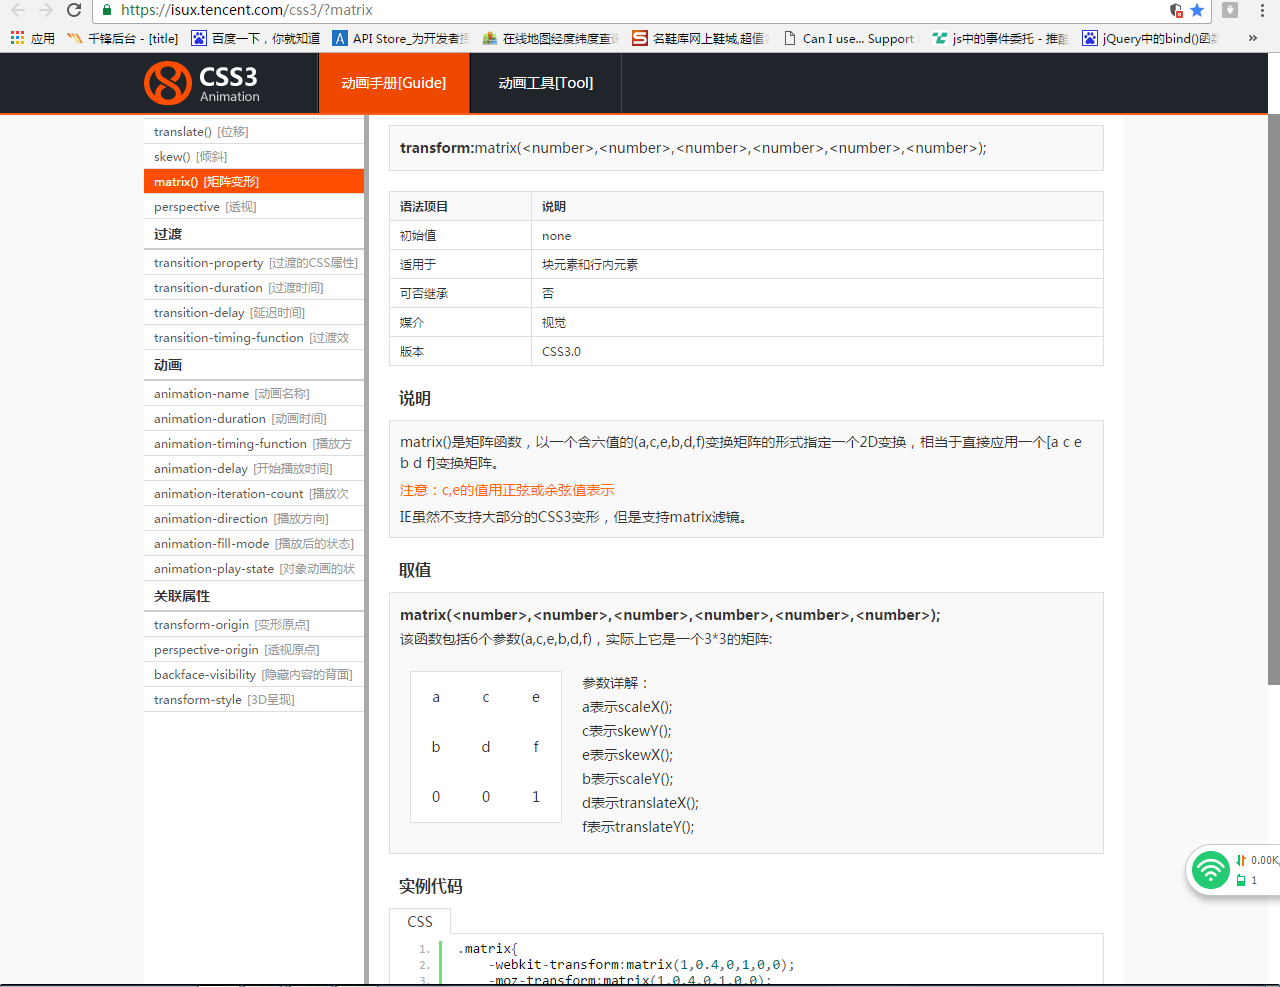 https://isux.tencent.com/css3/?matrix
应用
千锋后台 - [title]
百度一下，你就知道
API Store_为开发者提
在线地图经度纬度查询
名鞋库网上鞋城,超值名
Can I use... Support
js中的事件委托 - 推酷
jQuery中的bind()函数
»
CSS3
Animation
动画手册[Guide]
动画工具[Tool]
translate() [位移]
skew() [倾斜]
matrix() [矩阵变形]
perspective [透视]
过渡
transition-property [过渡的CSS属性]
transition-duration [过渡时间]
transition-delay [延迟时间]
transition-timing-function [过渡效
动画
animation-name [动画名称]
animation-duration [动画时间]
animation-timing-function [播放方
animation-delay [开始播放时间]
animation-iteration-count [播放次
animation-direction [播放方向]
animation-fill-mode [播放后的状态]
animation-play-state [对象动画的状
关联属性
transform-origin [变形原点]
perspective-origin [透视原点]
backface-visibility [隐藏内容的背面]
transform-style [3D呈现]
transform:matrix(<number>,<number>,<number>,<number>,<number>,<number>);
语法项目 说明
初始值 none
适用于 块元素和行内元素
可否继承 否
媒介 视觉
版本 CSS3.0
说明
matrix()是矩阵函数，以一个含六值的(a,c,e,b,d,f)变换矩阵的形式指定一个2D变换，相当于直接应用一个[a c e
b d f]变换矩阵。
注意：c,e的值用正弦或余弦值表示
IE虽然不支持大部分的CSS3变形，但是支持matrix滤镜。
取值
matrix(<number>,<number>,<number>,<number>,<number>,<number>);
该函数包括6个参数(a,c,e,b,d,f)，实际上它是一个3*3的矩阵:
a c e
b d f
0 0 1
参数详解：
a表示scaleX();
c表示skewY();
e表示skewX();
b表示scaleY();
d表示translateX();
f表示translateY();
实例代码
CSS
1. .matrix{
2. -webkit-transform:matrix(1,0.4,0,1,0,0);
3. -moz-transform:matrix(1,0.4,0,1,0,0);
0.00K/
1